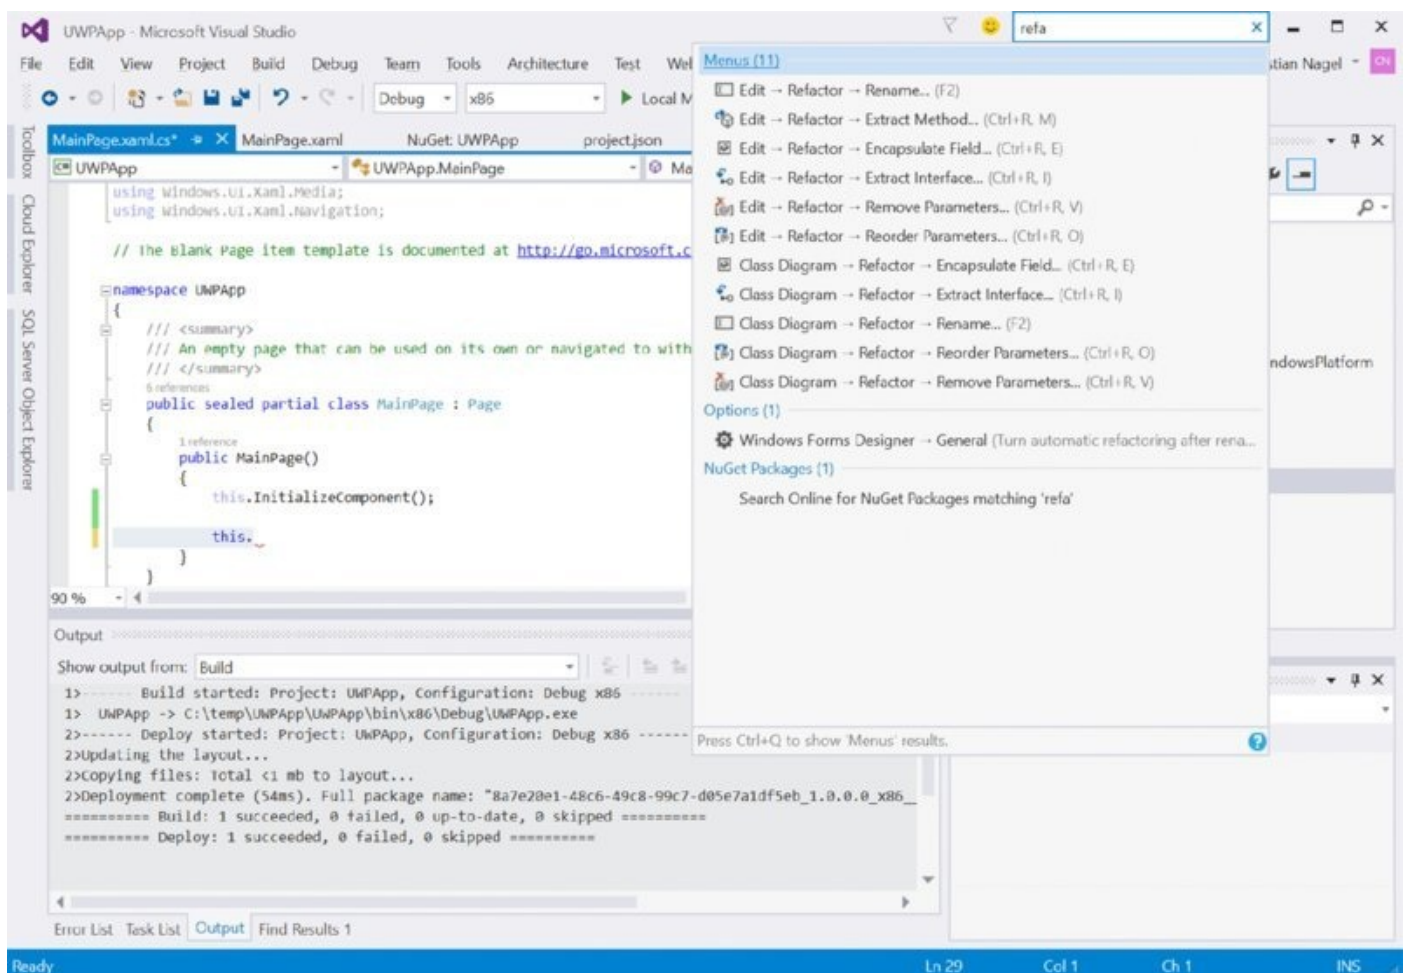 UWPApp - Microsoft Visual Studio
refa
File Edit View Project Build Debug Team Tools Architecture Test
stian Nagel CN
Debug x86 Local M
Toolbox
Cloud Explorer
SQL Server Object Explorer
MainPage.xaml.cs* MainPage.xaml NuGet: UWPApp project.json
UWPApp UWPApp.MainPage Ma
using Windows.UI.Xaml.Media;
using Windows.UI.Xaml.Navigation;
// The Blank Page item template is documented at http://go.microsoft.c
namespace UWPApp
{
/// <summary>
/// An empty page that can be used on its own or navigated to with
/// </summary>
6 references
public sealed partial class MainPage : Page
{
1 reference
public MainPage()
{
this.InitializeComponent();
this.
}
}
90 %
Menus (11)
Edit → Refactor → Rename... (F2)
Edit → Refactor → Extract Method... (Ctrl+R, M)
Edit → Refactor → Encapsulate Field... (Ctrl+R, E)
Edit → Refactor → Extract Interface... (Ctrl+R, I)
Edit → Refactor → Remove Parameters... (Ctrl+R, V)
Edit → Refactor → Reorder Parameters... (Ctrl+R, O)
Class Diagram → Refactor → Encapsulate Field... (Ctrl+R, E)
Class Diagram → Refactor → Extract Interface... (Ctrl+R, I)
Class Diagram → Refactor → Rename... (F2)
Class Diagram → Refactor → Reorder Parameters... (Ctrl+R, O)
Class Diagram → Refactor → Remove Parameters... (Ctrl+R, V)
Options (1)
Windows Forms Designer → General (Turn automatic refactoring after rena...
NuGet Packages (1)
Search Online for NuGet Packages matching 'refa'
Press Ctrl+Q to show 'Menus' results.
ndowsPlatform
Output
Show output from: Build
1>------ Build started: Project: UWPApp, Configuration: Debug x86 ------
1> UWPApp -> C:\temp\UWPApp\UWPApp\bin\x86\Debug\UWPApp.exe
2>------ Deploy started: Project: UWPApp, Configuration: Debug x86 ------
2>Updating the layout...
2>Copying files: Total <1 mb to layout...
2>Deployment complete (54ms). Full package name: "8a7e20e1-48c6-49c8-99c7-d05e7a1df5eb_1.0.0.0_x86_
========== Build: 1 succeeded, 0 failed, 0 up-to-date, 0 skipped ==========
========== Deploy: 1 succeeded, 0 failed, 0 skipped ==========
Error List Task List Output Find Results 1
Ready Ln 29 Col 1 Ch 1 INS